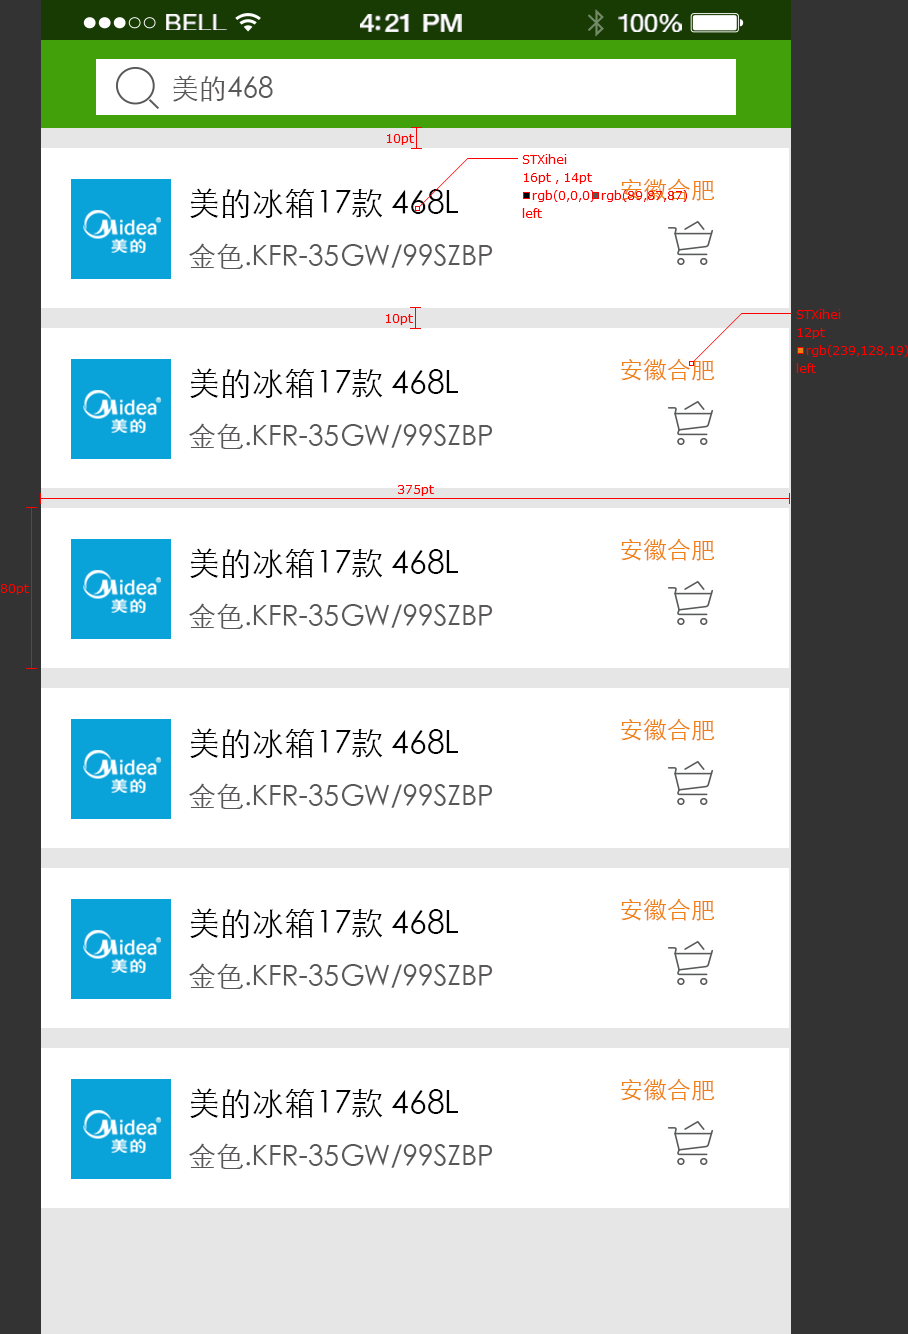 BELL 4:21 PM 100%
美的468
10pt
STXihei
16pt , 14pt
rgb(0,0,0) rgb(89,87,87)
left
Midea®
美的
美的冰箱17款 468L
金色.KFR-35GW/99SZBP
安徽合肥
10pt
STXihei
12pt
rgb(239,128,19)
left
Midea®
美的
美的冰箱17款 468L
金色.KFR-35GW/99SZBP
安徽合肥
375pt
80pt
Midea®
美的
美的冰箱17款 468L
金色.KFR-35GW/99SZBP
安徽合肥
Midea®
美的
美的冰箱17款 468L
金色.KFR-35GW/99SZBP
安徽合肥
Midea®
美的
美的冰箱17款 468L
金色.KFR-35GW/99SZBP
安徽合肥
Midea®
美的
美的冰箱17款 468L
金色.KFR-35GW/99SZBP
安徽合肥